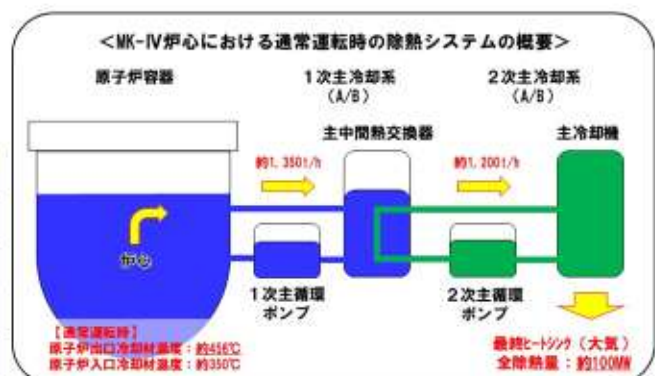 ＜MK-Ⅳ炉心における通常運転時の除熱システムの概要＞
原子炉容器
1次主冷却系
(A/B)
2次主冷却系
(A/B)
主中間熱交換器
主冷却機
約1,350t/h
約1,200t/h
炉心
1次主循環
ポンプ
2次主循環
ポンプ
【通常運転時】
原子炉出口冷却材温度：約456℃
原子炉入口冷却材温度：約350℃
最終ヒートシンク（大気）
全除熱量：約100MW